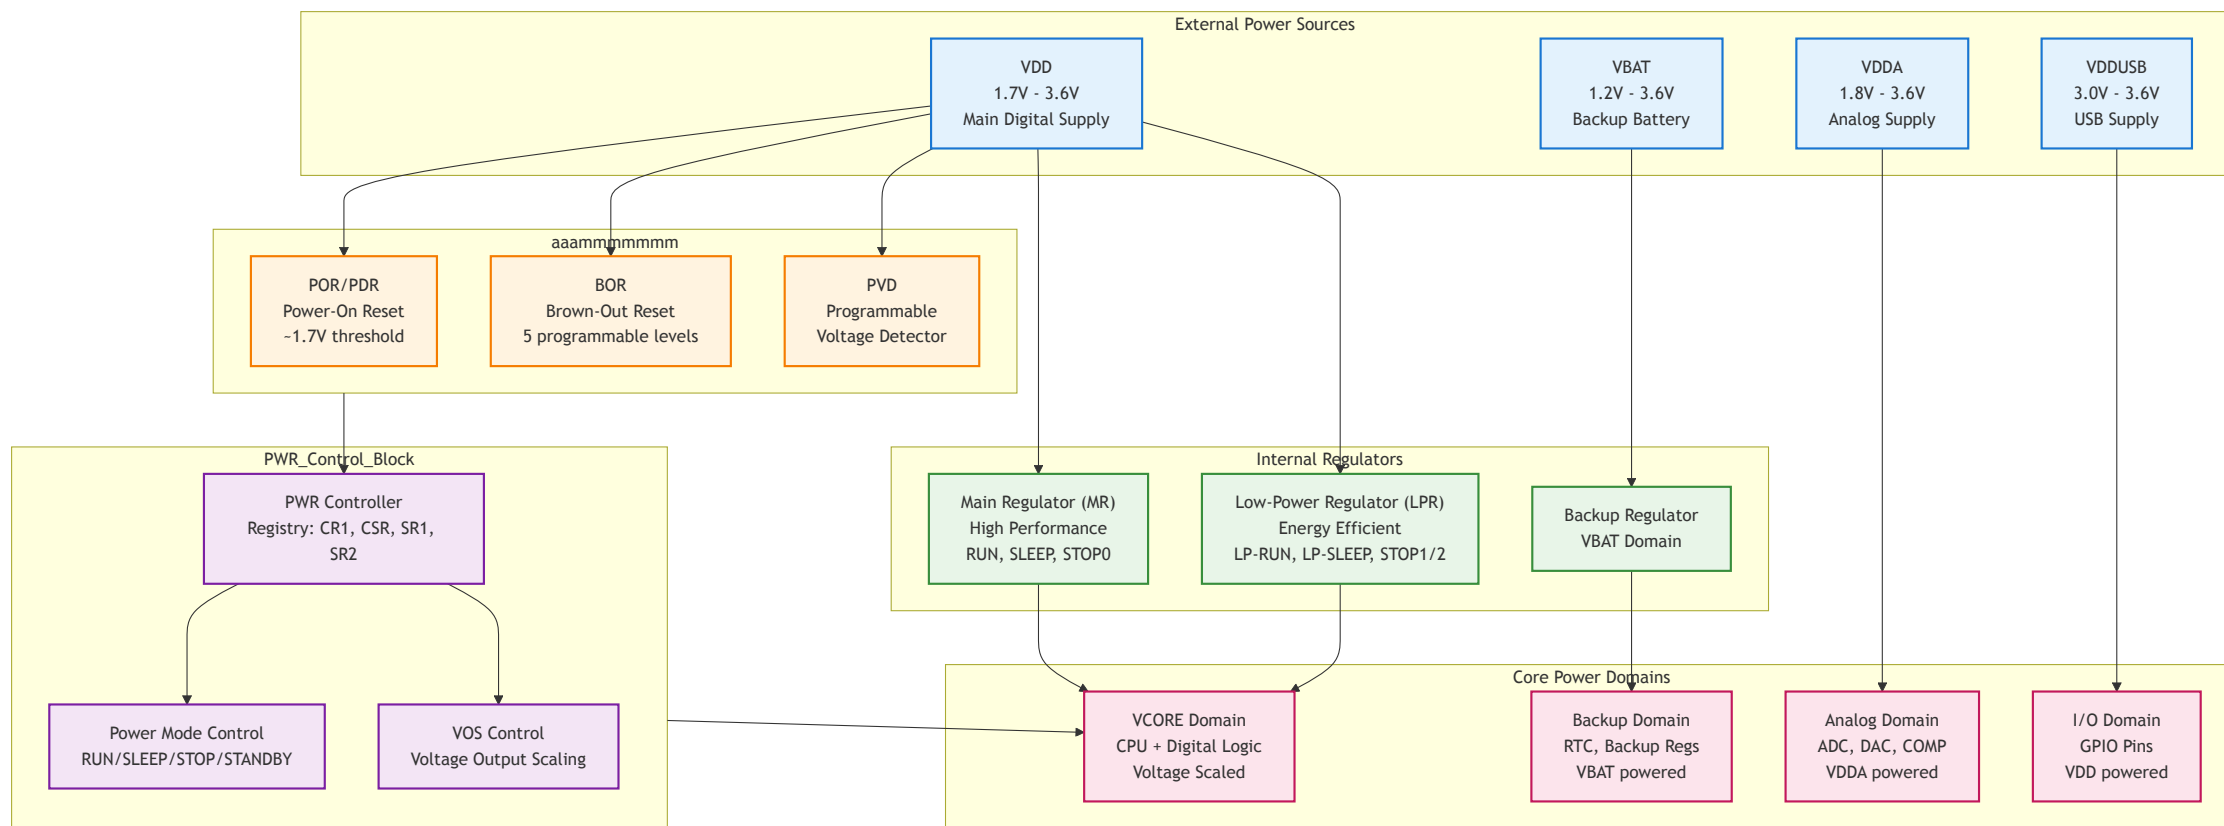 External Power Sources
VDD
1.7V - 3.6V
Main Digital Supply
VBAT
1.2V - 3.6V
Backup Battery
VDDA
1.8V - 3.6V
Analog Supply
VDDUSB
3.0V - 3.6V
USB Supply
aaammmmmmm
POR/PDR
Power-On Reset
~1.7V threshold
BOR
Brown-Out Reset
5 programmable levels
PVD
Programmable
Voltage Detector
PWR_Control_Block
PWR Controller
Registry: CR1, CSR, SR1,
SR2
Power Mode Control
RUN/SLEEP/STOP/STANDBY
VOS Control
Voltage Output Scaling
Internal Regulators
Main Regulator (MR)
High Performance
RUN, SLEEP, STOP0
Low-Power Regulator (LPR)
Energy Efficient
LP-RUN, LP-SLEEP, STOP1/2
Backup Regulator
VBAT Domain
Core Power Domains
VCORE Domain
CPU + Digital Logic
Voltage Scaled
Backup Domain
RTC, Backup Regs
VBAT powered
Analog Domain
ADC, DAC, COMP
VDDA powered
I/O Domain
GPIO Pins
VDD powered